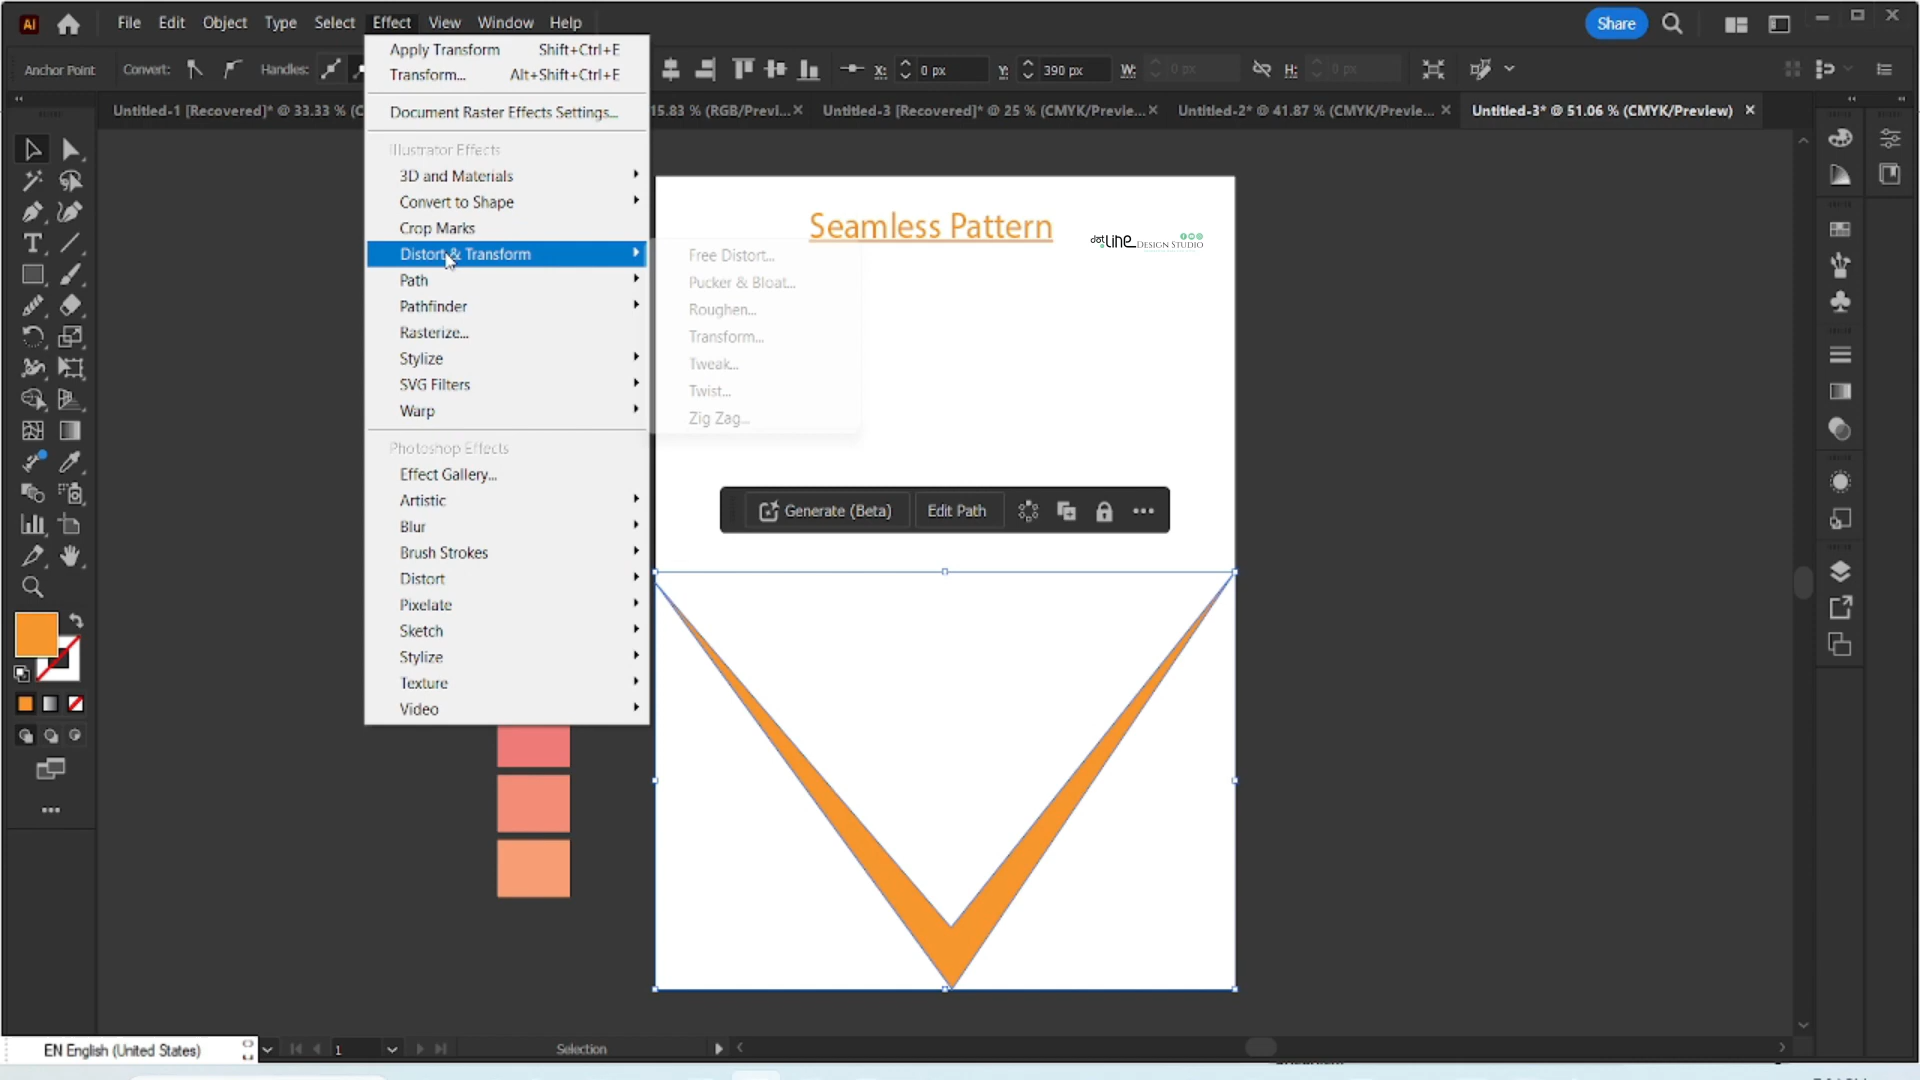 File Edit Object Type Select Effect View Window Help Share
Anchor Point Convert: Handles: X: 0 px Y: 390 px W: 0 px H: 0 px
Untitled-1 [Recovered]* @ 33.33 % (C 15.83 % (RGB/Previ... Untitled-3 [Recovered]* @ 25 % (CMYK/Previe... Untitled-2* @ 41.87 % (CMYK/Previe... Untitled-3* @ 51.06 % (CMYK/Preview)
Apply Transform Shift+Ctrl+E
Transform... Alt+Shift+Ctrl+E
Document Raster Effects Settings...
Illustrator Effects
3D and Materials
Convert to Shape
Crop Marks
Distort & Transform
Path
Pathfinder
Rasterize...
Stylize
SVG Filters
Warp
Photoshop Effects
Effect Gallery...
Artistic
Blur
Brush Strokes
Distort
Pixelate
Sketch
Stylize
Texture
Video
Free Distort...
Pucker & Bloat...
Roughen...
Transform...
Tweak...
Twist...
Zig Zag...
Seamless Pattern
dotLine DESIGN STUDIO
Generate (Beta) Edit Path
EN English (United States) 1 Selection